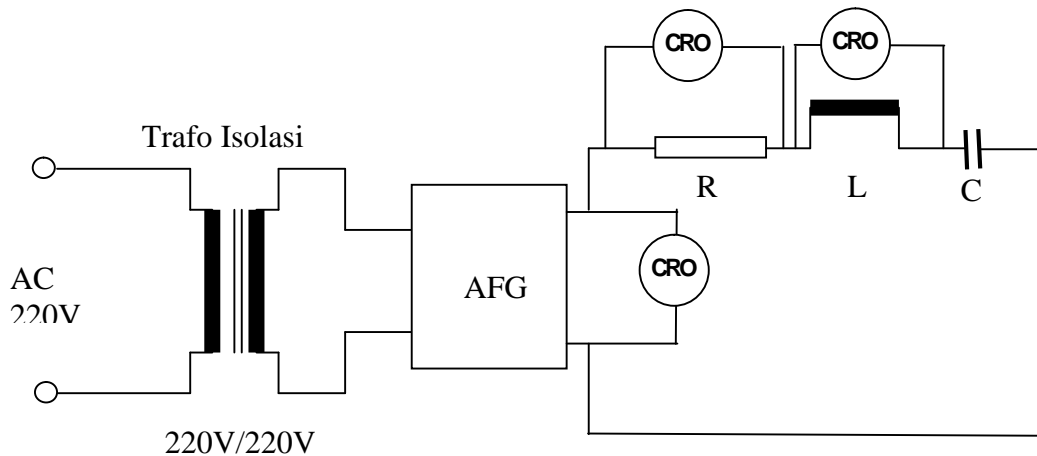 CRO
CRO
Trafo Isolasi
R
L
C
AC
220V
AFG
CRO
220V/220V